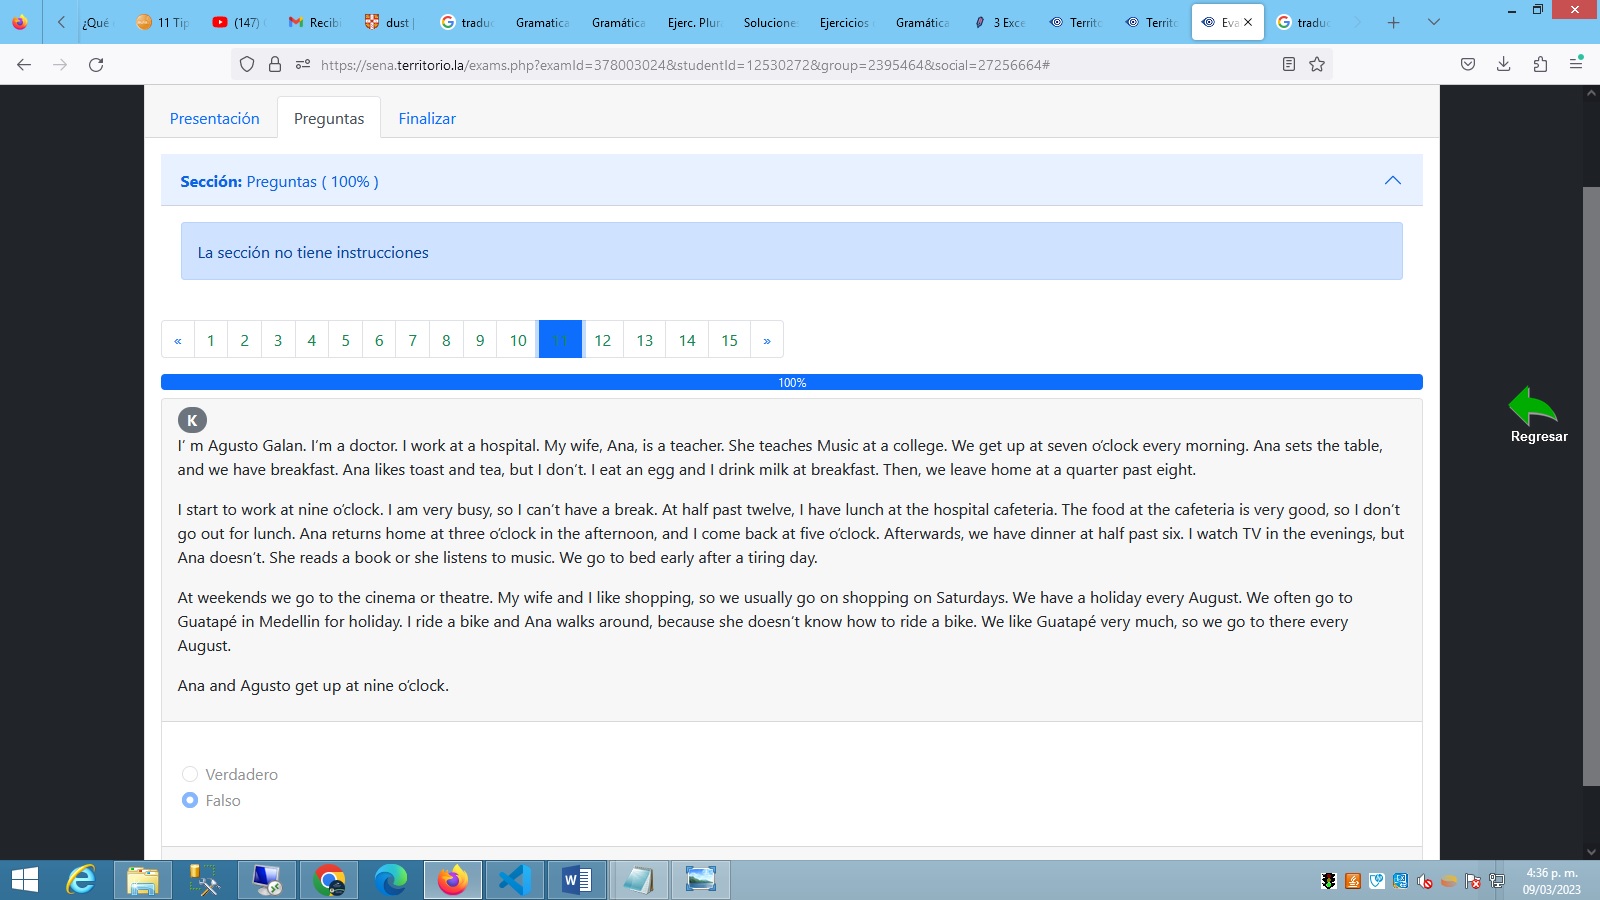 ¿Qué
11 Tip
(147)
Recibi
dust |
traduc
Gramatica
Gramática
Ejerc. Plur
Soluciones
Ejercicios
Gramática
3 Exce
Territo
Territo
Eva
traduc
https://sena.territorio.la/exams.php?examId=378003024&studentId=12530272&group=2395464&social=27256664#
Presentación
Preguntas
Finalizar
Sección: Preguntas ( 100% )
La sección no tiene instrucciones
« 1 2 3 4 5 6 7 8 9 10 11 12 13 14 15 »
100%
K
I’ m Agusto Galan. I’m a doctor. I work at a hospital. My wife, Ana, is a teacher. She teaches Music at a college. We get up at seven o’clock every morning. Ana sets the table,
and we have breakfast. Ana likes toast and tea, but I don’t. I eat an egg and I drink milk at breakfast. Then, we leave home at a quarter past eight.
I start to work at nine o’clock. I am very busy, so I can’t have a break. At half past twelve, I have lunch at the hospital cafeteria. The food at the cafeteria is very good, so I don’t
go out for lunch. Ana returns home at three o’clock in the afternoon, and I come back at five o’clock. Afterwards, we have dinner at half past six. I watch TV in the evenings, but
Ana doesn’t. She reads a book or she listens to music. We go to bed early after a tiring day.
At weekends we go to the cinema or theatre. My wife and I like shopping, so we usually go on shopping on Saturdays. We have a holiday every August. We often go to
Guatapé in Medellin for holiday. I ride a bike and Ana walks around, because she doesn’t know how to ride a bike. We like Guatapé very much, so we go to there every
August.
Ana and Agusto get up at nine o’clock.
Verdadero
Falso
Regresar
4:36 p. m.
09/03/2023